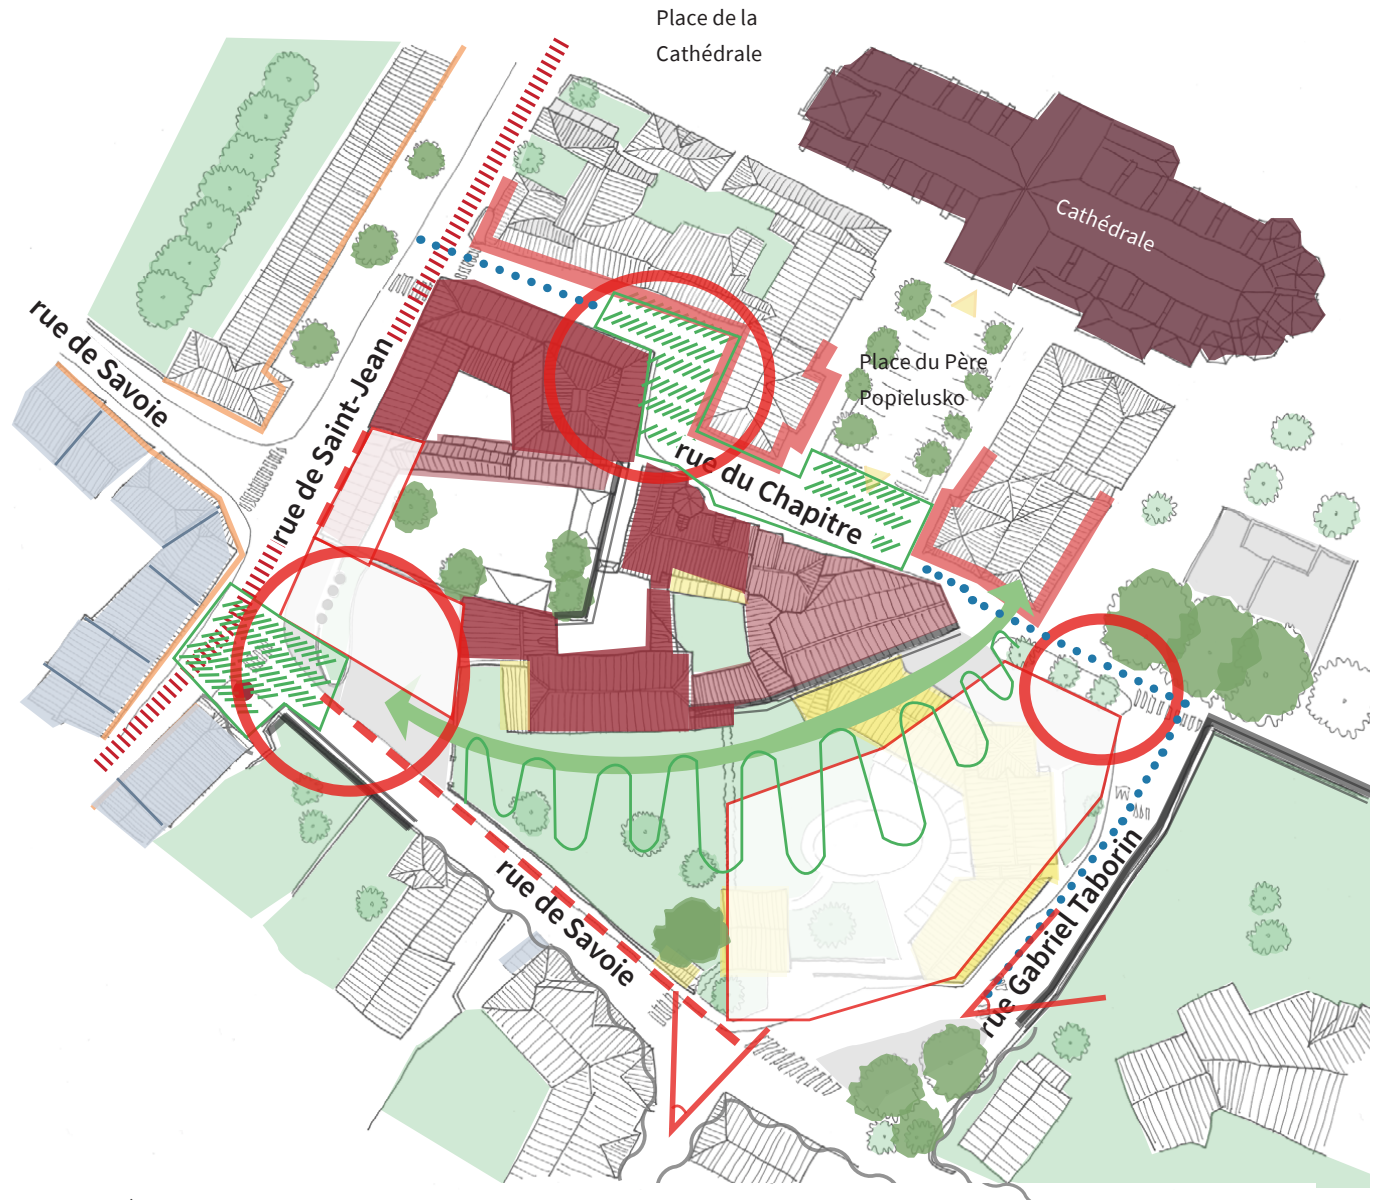 Place de la
Cathédrale
Cathédrale
rue de Savoie
rue de Saint-Jean
Place du Père
Popielusko
rue du Chapitre
rue de Savoie
rue Gabriel Taborin